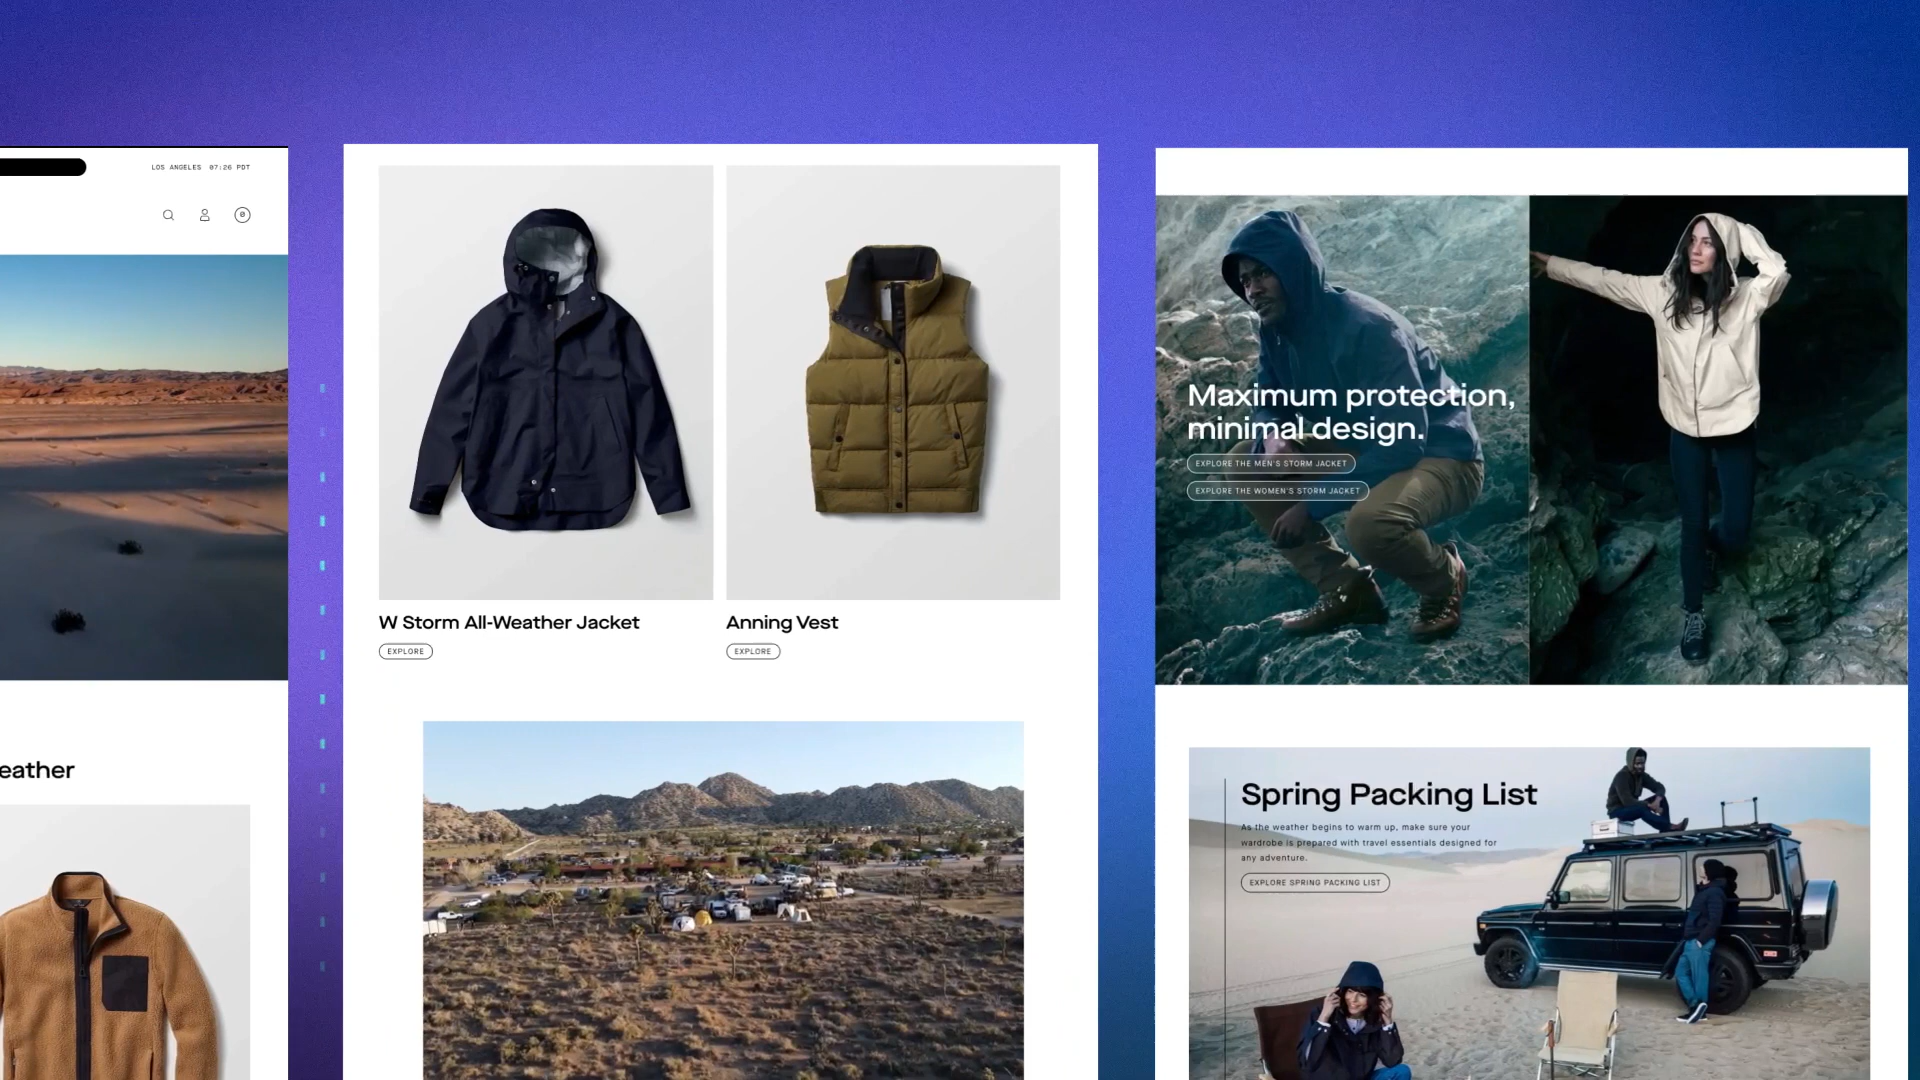 LOS ANGELES 07:26 PDT
0
eather
W Storm All-Weather Jacket
EXPLORE
Anning Vest
EXPLORE
Maximum protection,
minimal design.
EXPLORE THE MEN'S STORM JACKET
EXPLORE THE WOMEN'S STORM JACKET
Spring Packing List
As the weather begins to warm up, make sure your
wardrobe is prepared with travel essentials designed for
any adventure.
EXPLORE SPRING PACKING LIST